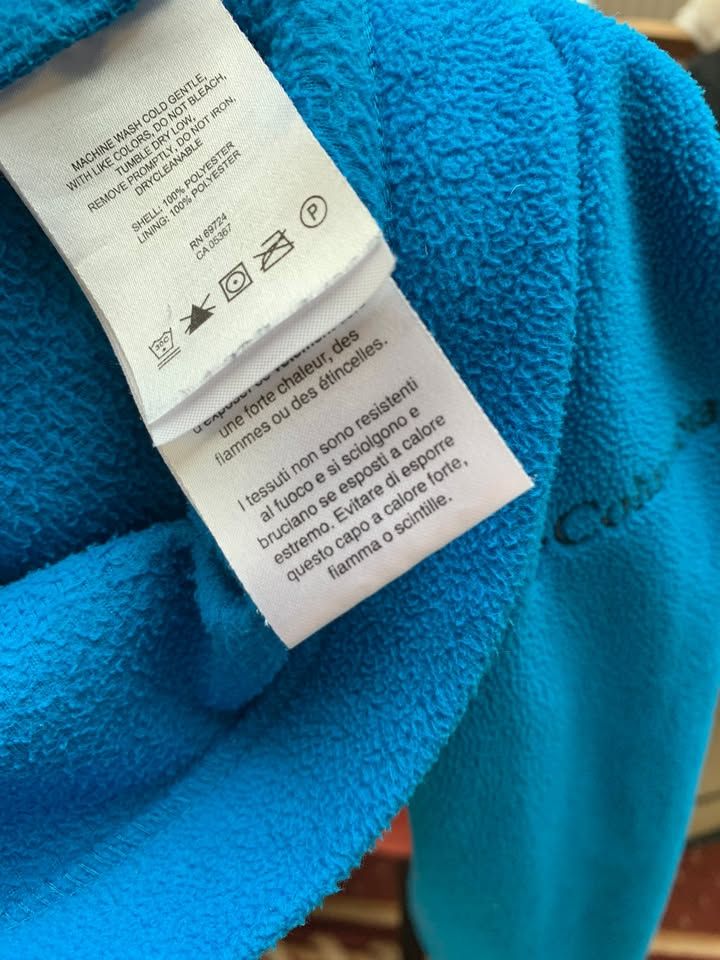 MACHINE WASH COLD GENTLE,
WITH LIKE COLORS, DO NOT BLEACH,
TUMBLE DRY LOW,
REMOVE PROMPTLY, DO NOT IRON,
DRYCLEANABLE
SHELL: 100% POLYESTER
LINING: 100% POLYESTER
RN 69724
CA 05367
30C
P
une forte chaleur, des
flammes ou des étincelles.
I tessuti non sono resistenti
al fuoco e si sciolgono e
bruciano se esposti a calore
estremo. Evitare di esporre
questo capo a calore forte,
fiamma o scintille.